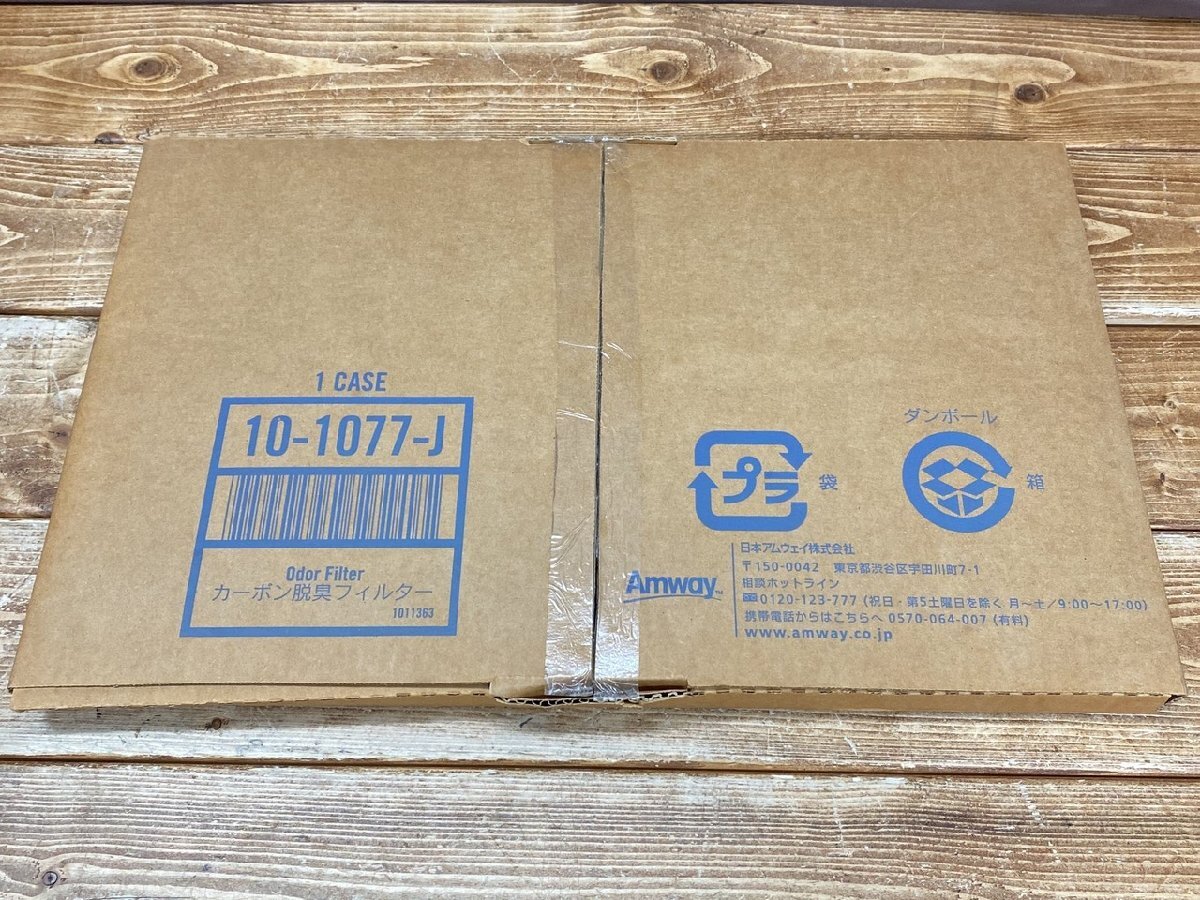 1 CASE
10-1077-J
Odor Filter
カーボン脱臭フィルター
1011363
プラ 袋
ダンボール
箱
Amway™
日本アムウェイ株式会社
〒150-0042 東京都渋谷区宇田川町7-1
相談ホットライン
0120-123-777 (祝日・第5土曜日を除く 月〜土/9:00〜17:00)
携帯電話からはこちらへ 0570-064-007 (有料)
www.amway.co.jp